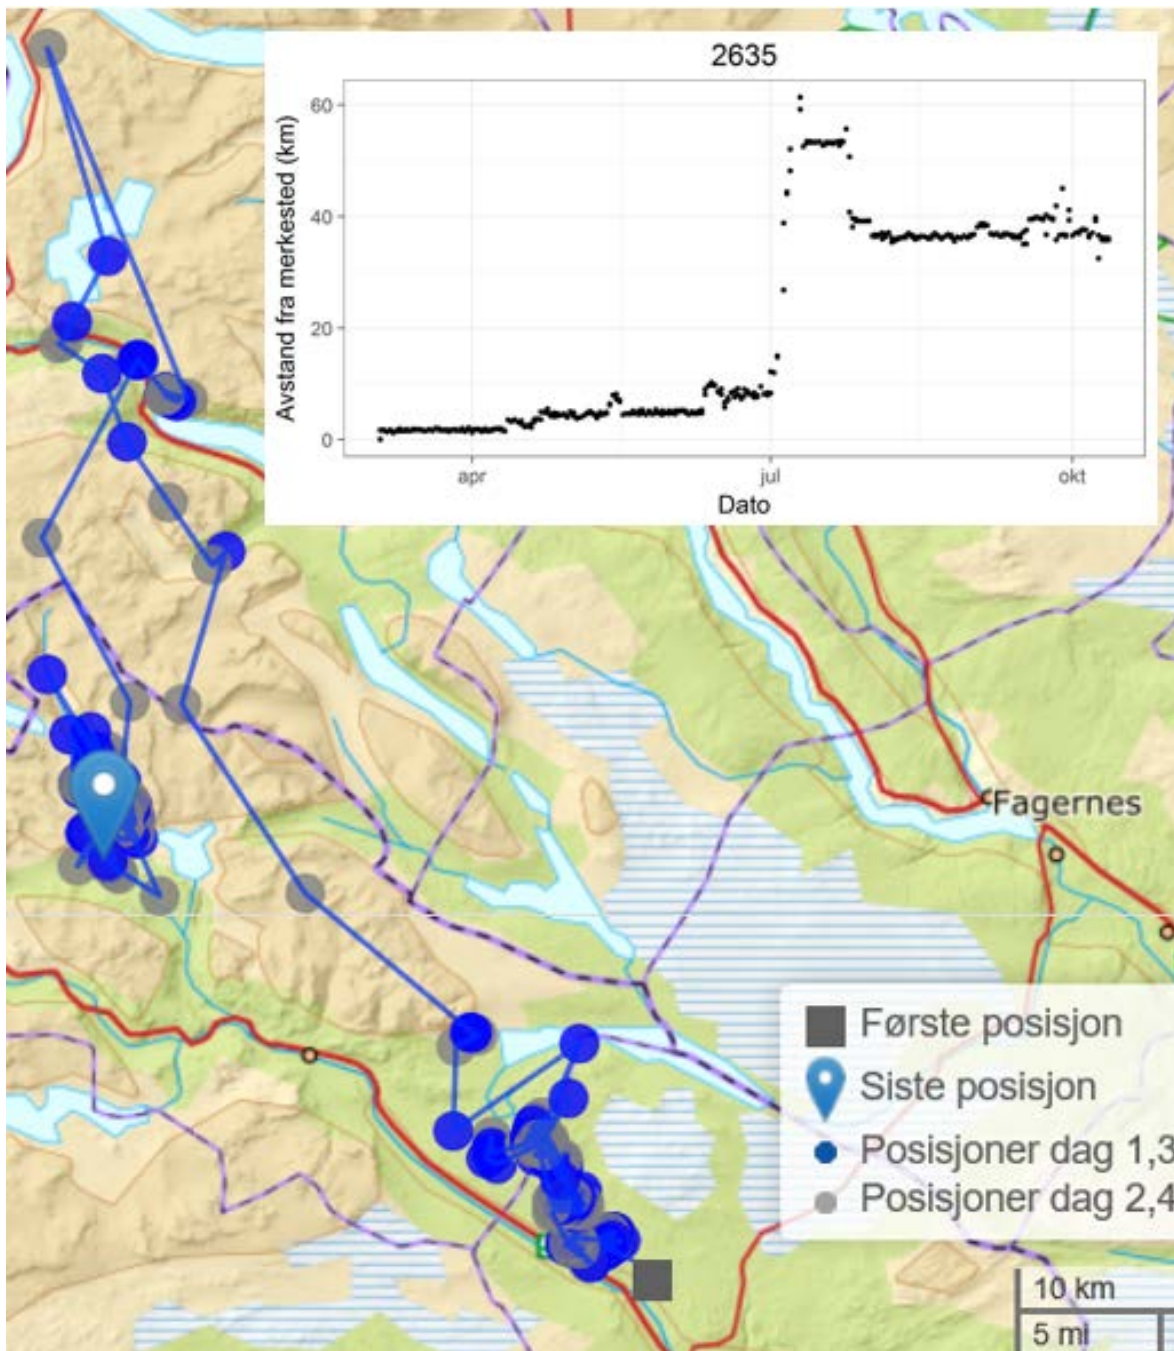 2635
Avstand fra merkested (km)
60
40
20
0
apr
jul
okt
Dato
Fagernes
Første posisjon
Siste posisjon
Posisjoner dag 1,3
Posisjoner dag 2,4
10 km
5 mi